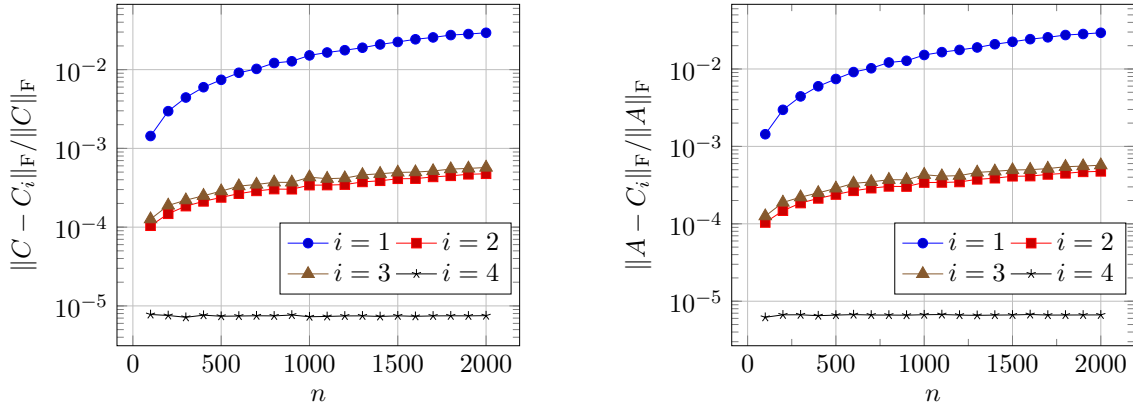 10⁻²
10⁻³
10⁻⁴
10⁻⁵
0
500
1000
1500
2000
n
‖C − C_i‖_F/‖C‖_F
i = 1
i = 2
i = 3
i = 4
10⁻²
10⁻³
10⁻⁴
10⁻⁵
0
500
1000
1500
2000
n
‖A − C_i‖_F/‖A‖_F
i = 1
i = 2
i = 3
i = 4